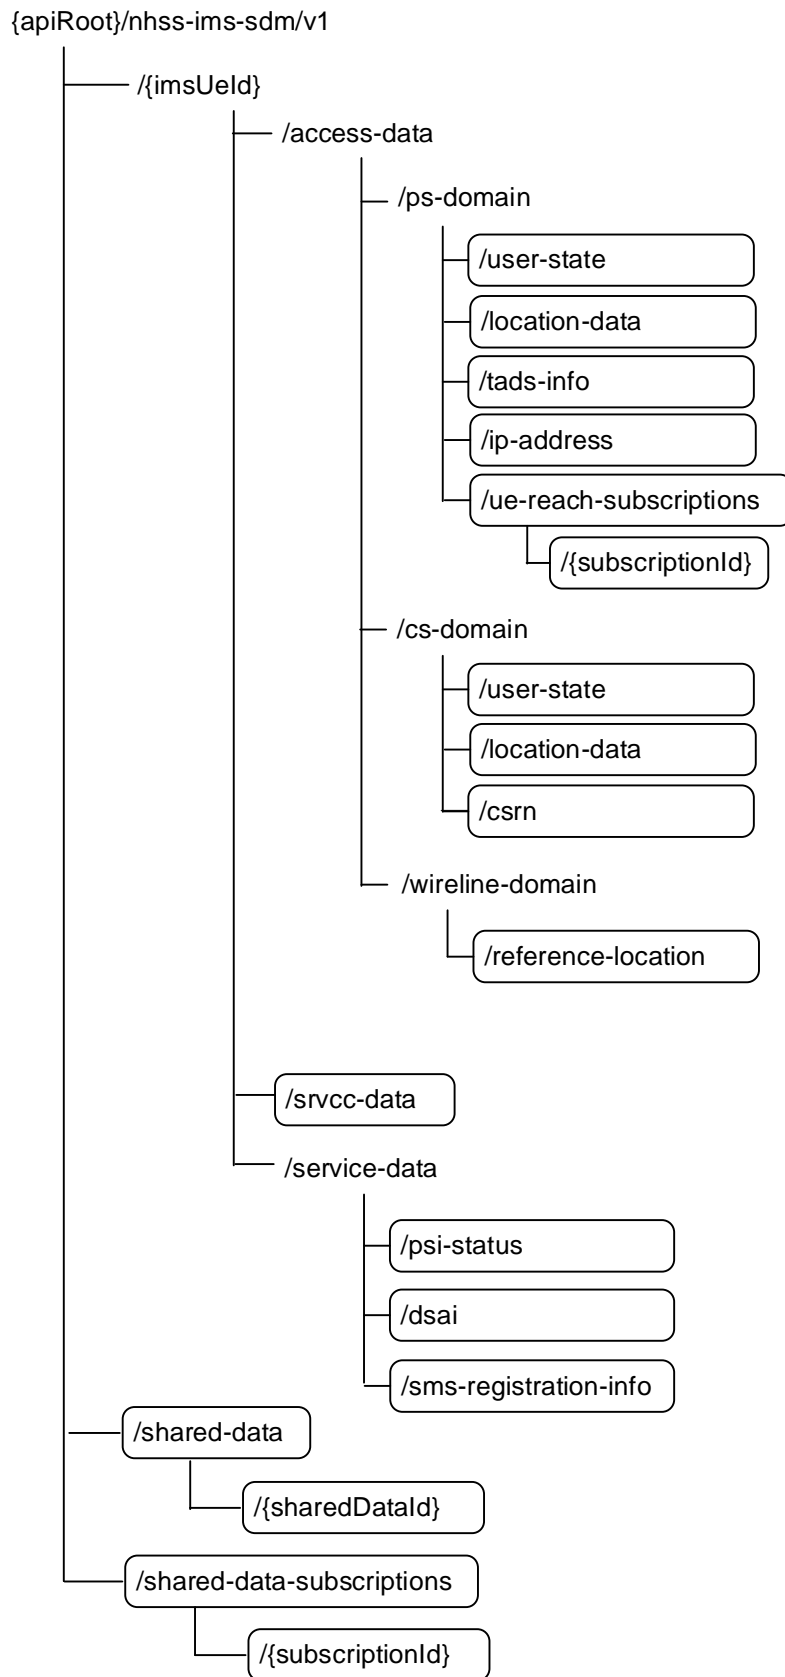 {apiRoot}/nhss-ims-sdm/v1
/{imsUeId}
/access-data
/ps-domain
/user-state
/location-data
/tads-info
/ip-address
/ue-reach-subscriptions
/{subscriptionId}
/cs-domain
/user-state
/location-data
/csrn
/wireline-domain
/reference-location
/srvcc-data
/service-data
/psi-status
/dsai
/sms-registration-info
/shared-data
/{sharedDataId}
/shared-data-subscriptions
/{subscriptionId}